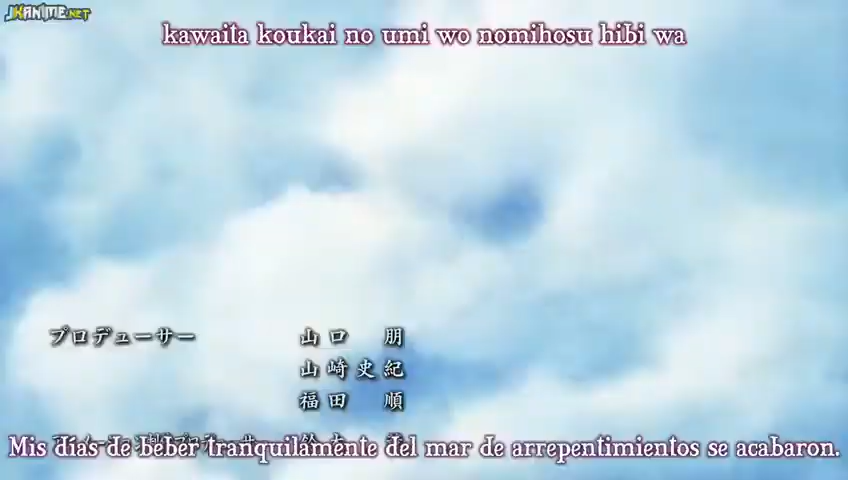 JKANIME.NET
kawaita koukai no umi wo nomihosu hibi wa
プロデューサー 山口 朋
山崎史紀
福田 順
Mis días de beber tranquilamente del mar de arrepentimientos se acabaron.